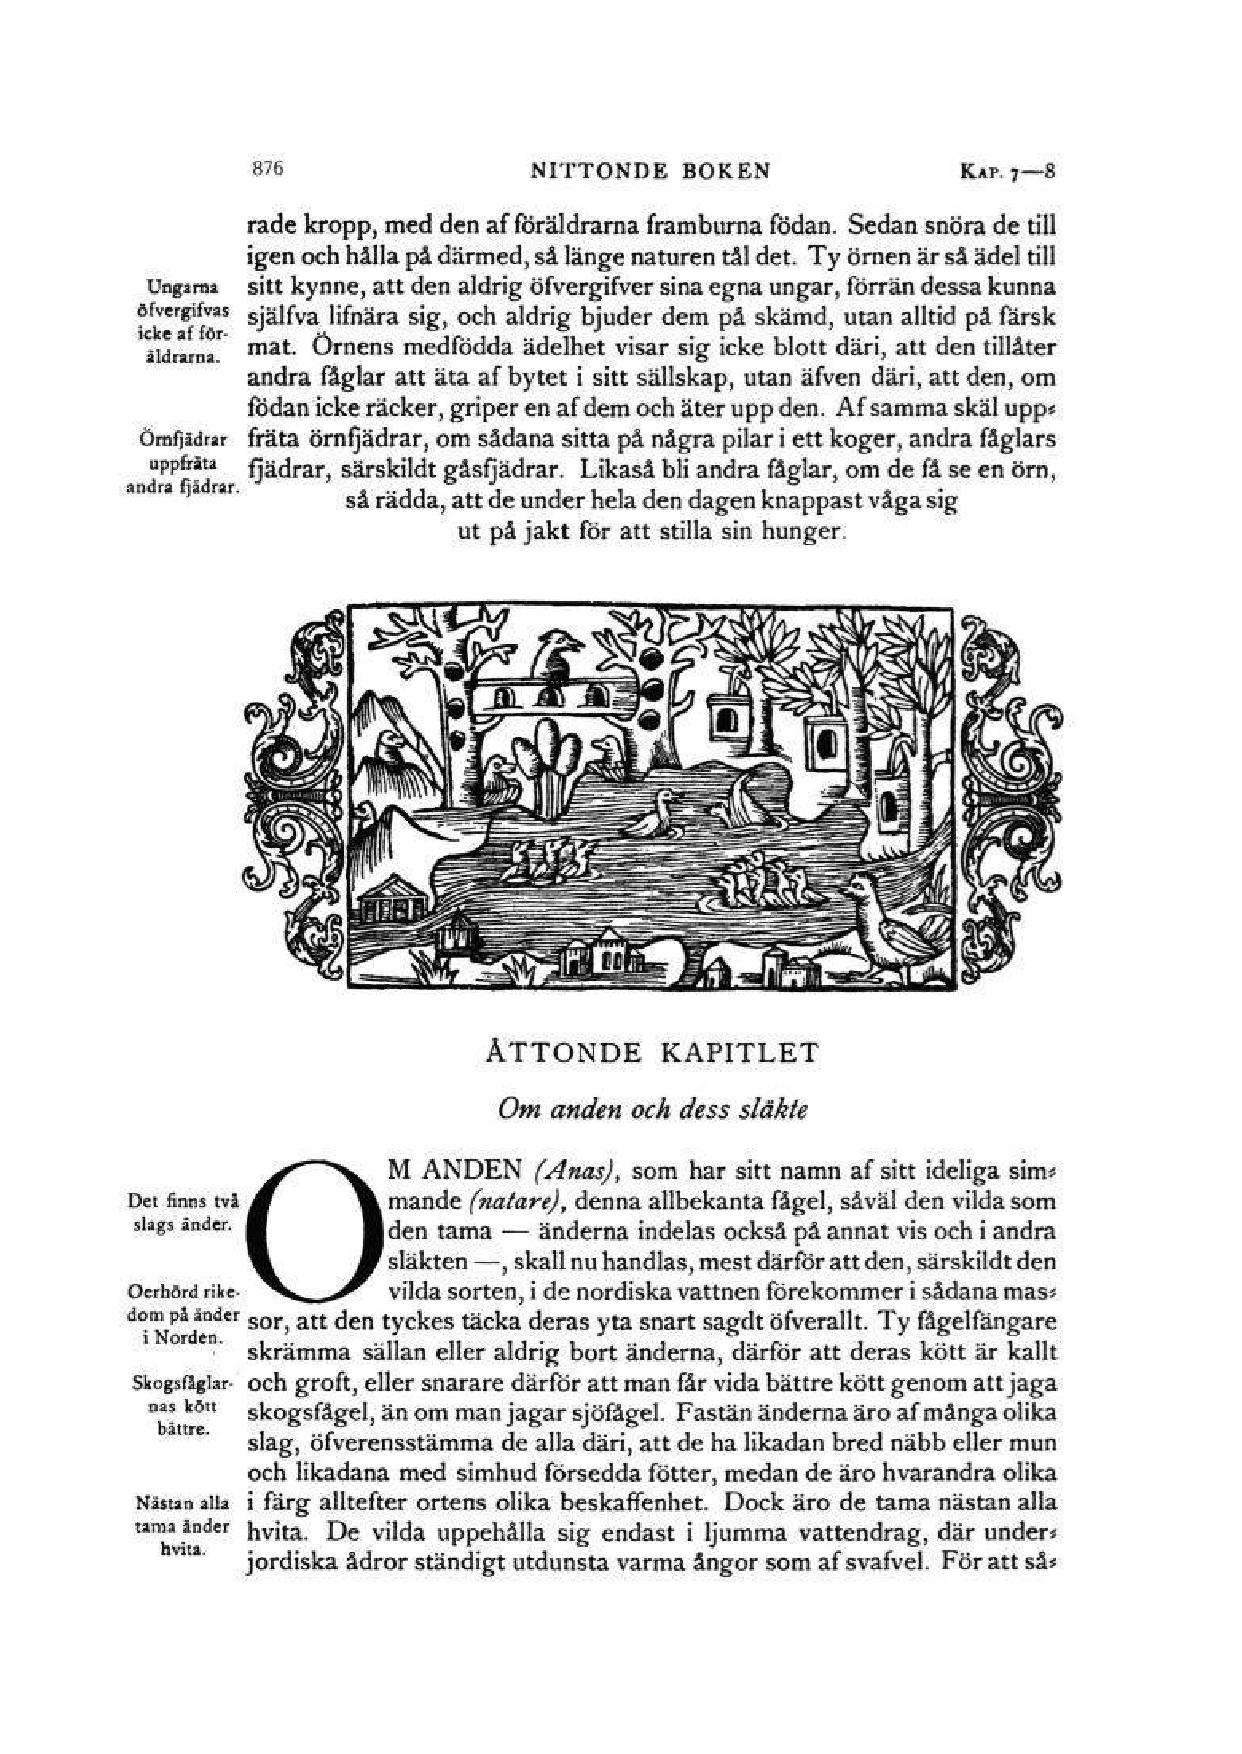 876 NITTONDE BOKEN KAP. 7—8
rade kropp, med den af föräldrarna framburna födan. Sedan snöra de till
igen och hålla på därmed, så länge naturen tål det. Ty örnen är så ädel till
Ungarna
öfvergifvas
icke af för-
äldrarna.
sitt kynne, att den aldrig öfvergifver sina egna ungar, förrän dessa kunna
själfva lifnära sig, och aldrig bjuder dem på skämd, utan alltid på färsk
mat. Örnens medfödda ädelhet visar sig icke blott däri, att den tillåter
andra fåglar att äta af bytet i sitt sällskap, utan äfven däri, att den, om
födan icke räcker, griper en af dem och äter upp den. Af samma skäl upp-
Örnfjädrar
uppfräta
andra fjädrar.
fräta örnfjädrar, om sådana sitta på några pilar i ett koger, andra fåglars
fjädrar, särskildt gåsfjädrar. Likaså bli andra fåglar, om de få se en örn,
så rädda, att de under hela den dagen knappast våga sig
ut på jakt för att stilla sin hunger.
ÅTTONDE KAPITLET
Om anden och dess släkte
OM ANDEN (Anas), som har sitt namn af sitt ideliga sim-
Det finns två
slags änder.
mande (natare), denna allbekanta fågel, såväl den vilda som
den tama — änderna indelas också på annat vis och i andra
släkten —, skall nu handlas, mest därför att den, särskildt den
Oerhörd rike-
dom på änder
i Norden.
vilda sorten, i de nordiska vattnen förekommer i sådana mas-
sor, att den tyckes täcka deras yta snart sagdt öfverallt. Ty fågelfångare
skrämma sällan eller aldrig bort änderna, därför att deras kött är kallt
Skogsfåglar-
nas kött
bättre.
och groft, eller snarare därför att man får vida bättre kött genom att jaga
skogsfågel, än om man jagar sjöfågel. Fastän änderna äro af många olika
slag, öfverensstämma de alla däri, att de ha likadan bred näbb eller mun
och likadana med simhud försedda fötter, medan de äro hvarandra olika
Nästan alla
tama änder
hvita.
i färg alltefter ortens olika beskaffenhet. Dock äro de tama nästan alla
hvita. De vilda uppehålla sig endast i ljumma vattendrag, där under-
jordiska ådror ständigt utdunsta varma ångor som af svafvel. För att så-